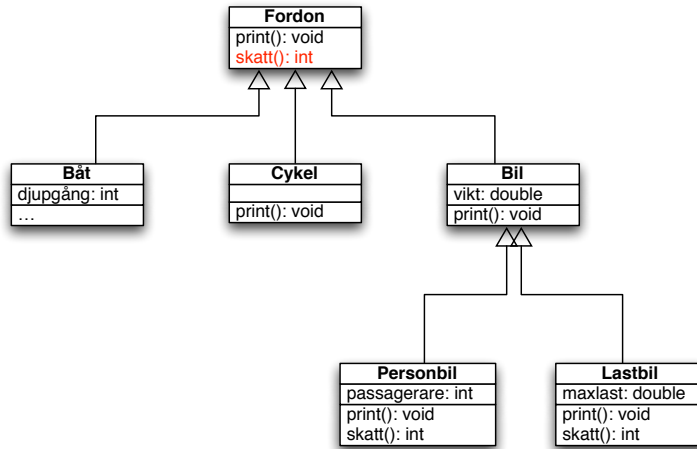 Fordon
print(): void
skatt(): int
Båt
djupgång: int
...
Cykel
print(): void
Bil
vikt: double
print(): void
Personbil
passagerare: int
print(): void
skatt(): int
Lastbil
maxlast: double
print(): void
skatt(): int